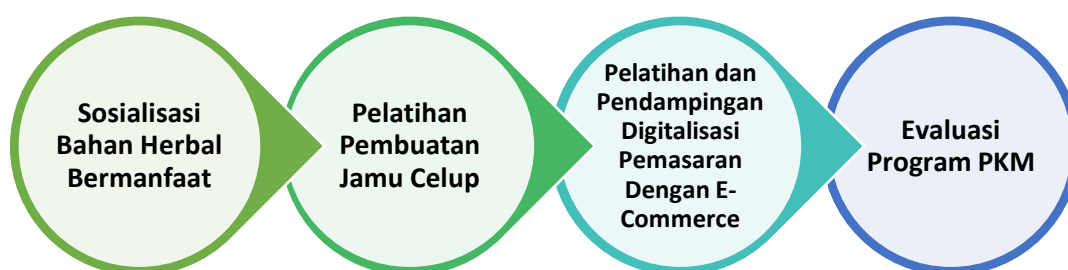 Sosialisasi
Bahan Herbal
Bermanfaat
Pelatihan
Pembuatan
Jamu Celup
Pelatihan dan
Pendampingan
Digitalisasi
Pemasaran
Dengan E-
Commerce
Evaluasi
Program PKM